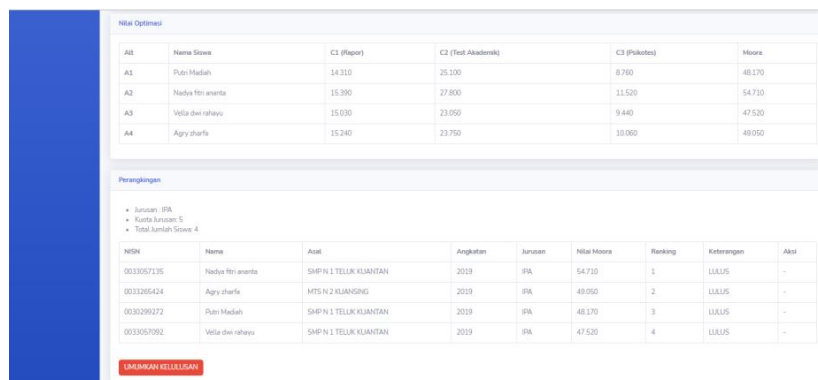 Nilai Optimasi
Alt Nama Siswa C1 (Rapor) C2 (Test Akademik) C3 (Psikotes) Moora
A1 Putri Madiah 14.310 25.100 8.760 48.170
A2 Nadya fitri ananta 15.390 27.800 11.520 54.710
A3 Vella dwi rahayu 15.030 23.050 9.440 47.520
A4 Agry zharfa 15.240 23.750 10.060 49.050
Perangkingan
• Jurusan : IPA
• Kuota Jurusan: 5
• Total Jumlah Siswa: 4
NISN Nama Asal Angkatan Jurusan Nilai Moora Ranking Keterangan Aksi
0033057135 Nadya fitri ananta SMP N 1 TELUK KUANTAN 2019 IPA 54.710 1 LULUS -
0033265424 Agry zharfa MTS N 2 KUANSING 2019 IPA 49.050 2 LULUS -
0030299272 Putri Madiah SMP N 1 TELUK KUANTAN 2019 IPA 48.170 3 LULUS -
0033057092 Vella dwi rahayu SMP N 1 TELUK KUANTAN 2019 IPA 47.520 4 LULUS -
UMUMKAN KELULUSAN